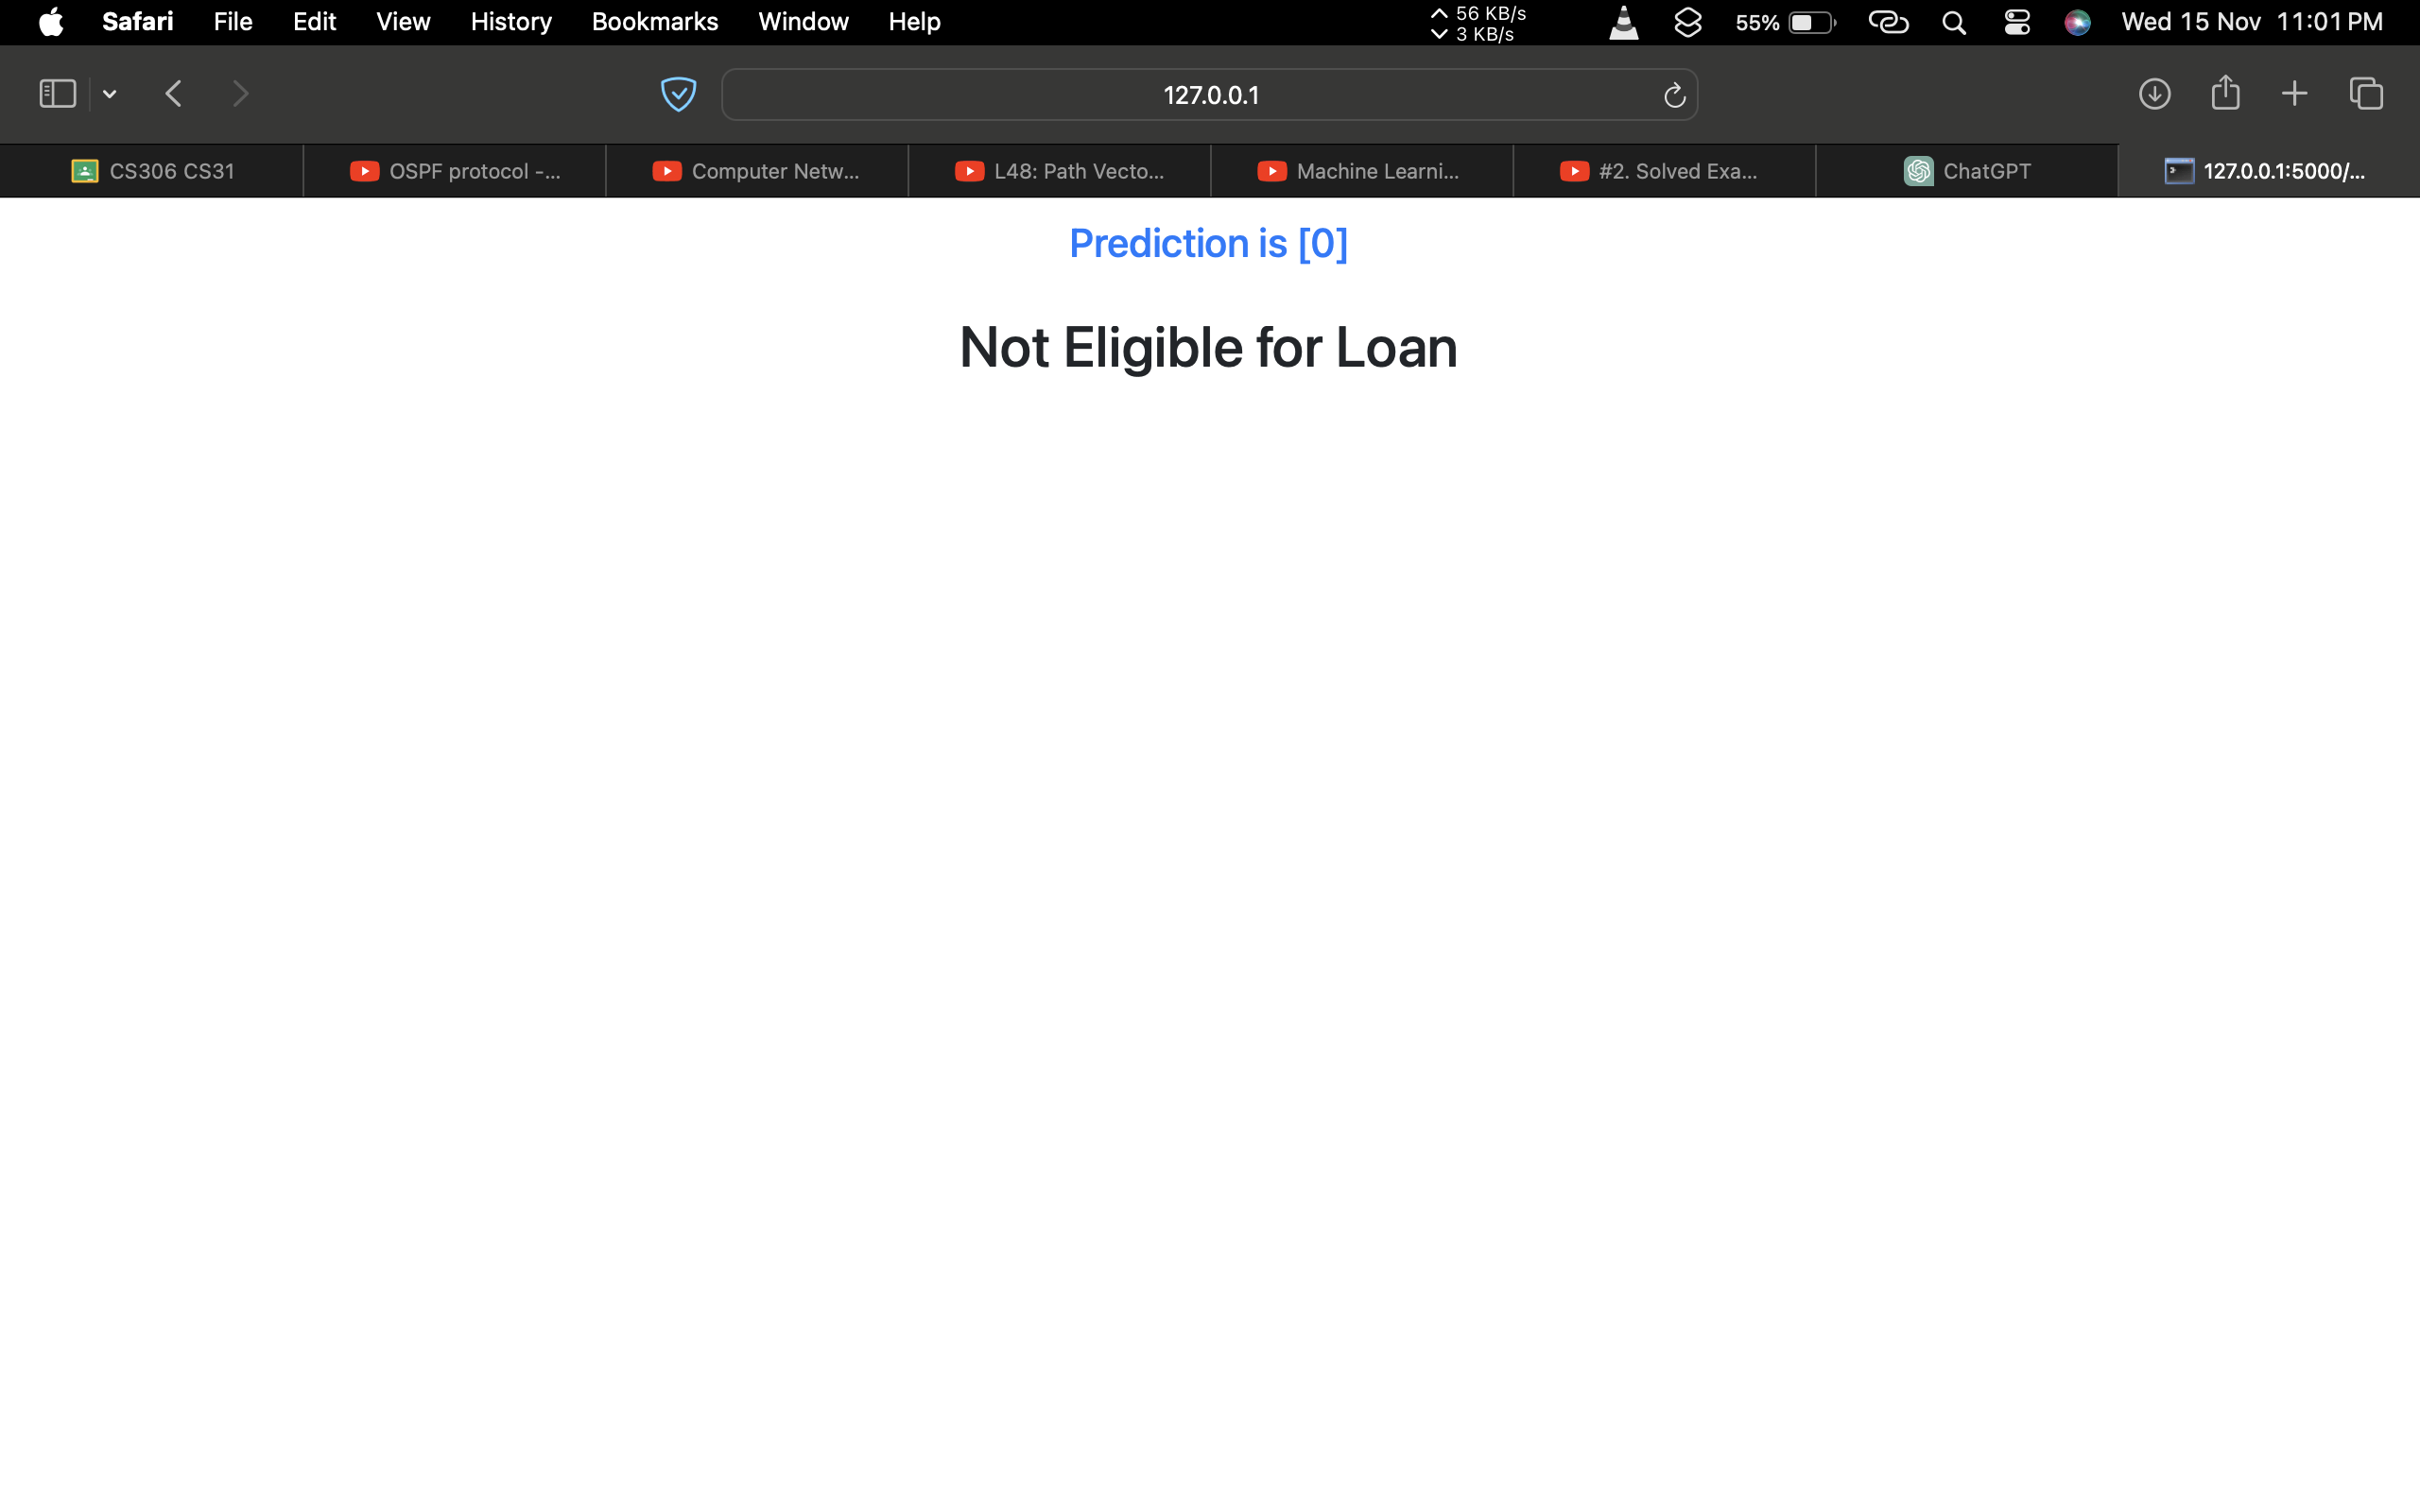 Safari File Edit View History Bookmarks Window Help 56 KB/s 55% Wed 15 Nov 11:01 PM
3 KB/s
127.0.0.1
CS306 CS31 OSPF protocol -... Computer Netw... L48: Path Vecto... Machine Learni... #2. Solved Exa... ChatGPT 127.0.0.1:5000/...
Prediction is [0]
Not Eligible for Loan